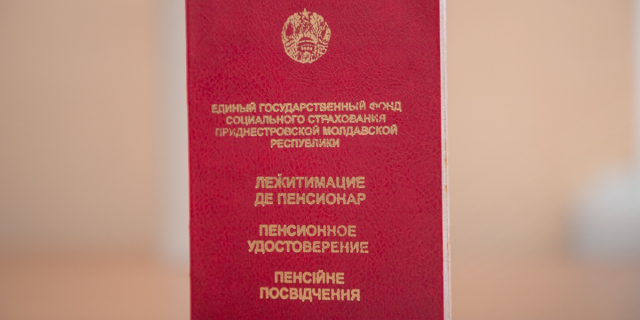 ЕДИНЫЙ ГОСУДАРСТВЕННЫЙ ФОНД
СОЦИАЛЬНОГО СТРАХОВАНИЯ
ПРИДНЕСТРОВСКОЙ МОЛДАВСКОЙ
РЕСПУБЛИКИ
ЛЕЖИТИМАЦИЕ
ДЕ ПЕНСИОНАР
ПЕНСИОННОЕ
УДОСТОВЕРЕНИЕ
ПЕНСІЙНЕ
ПОСВІДЧЕННЯ